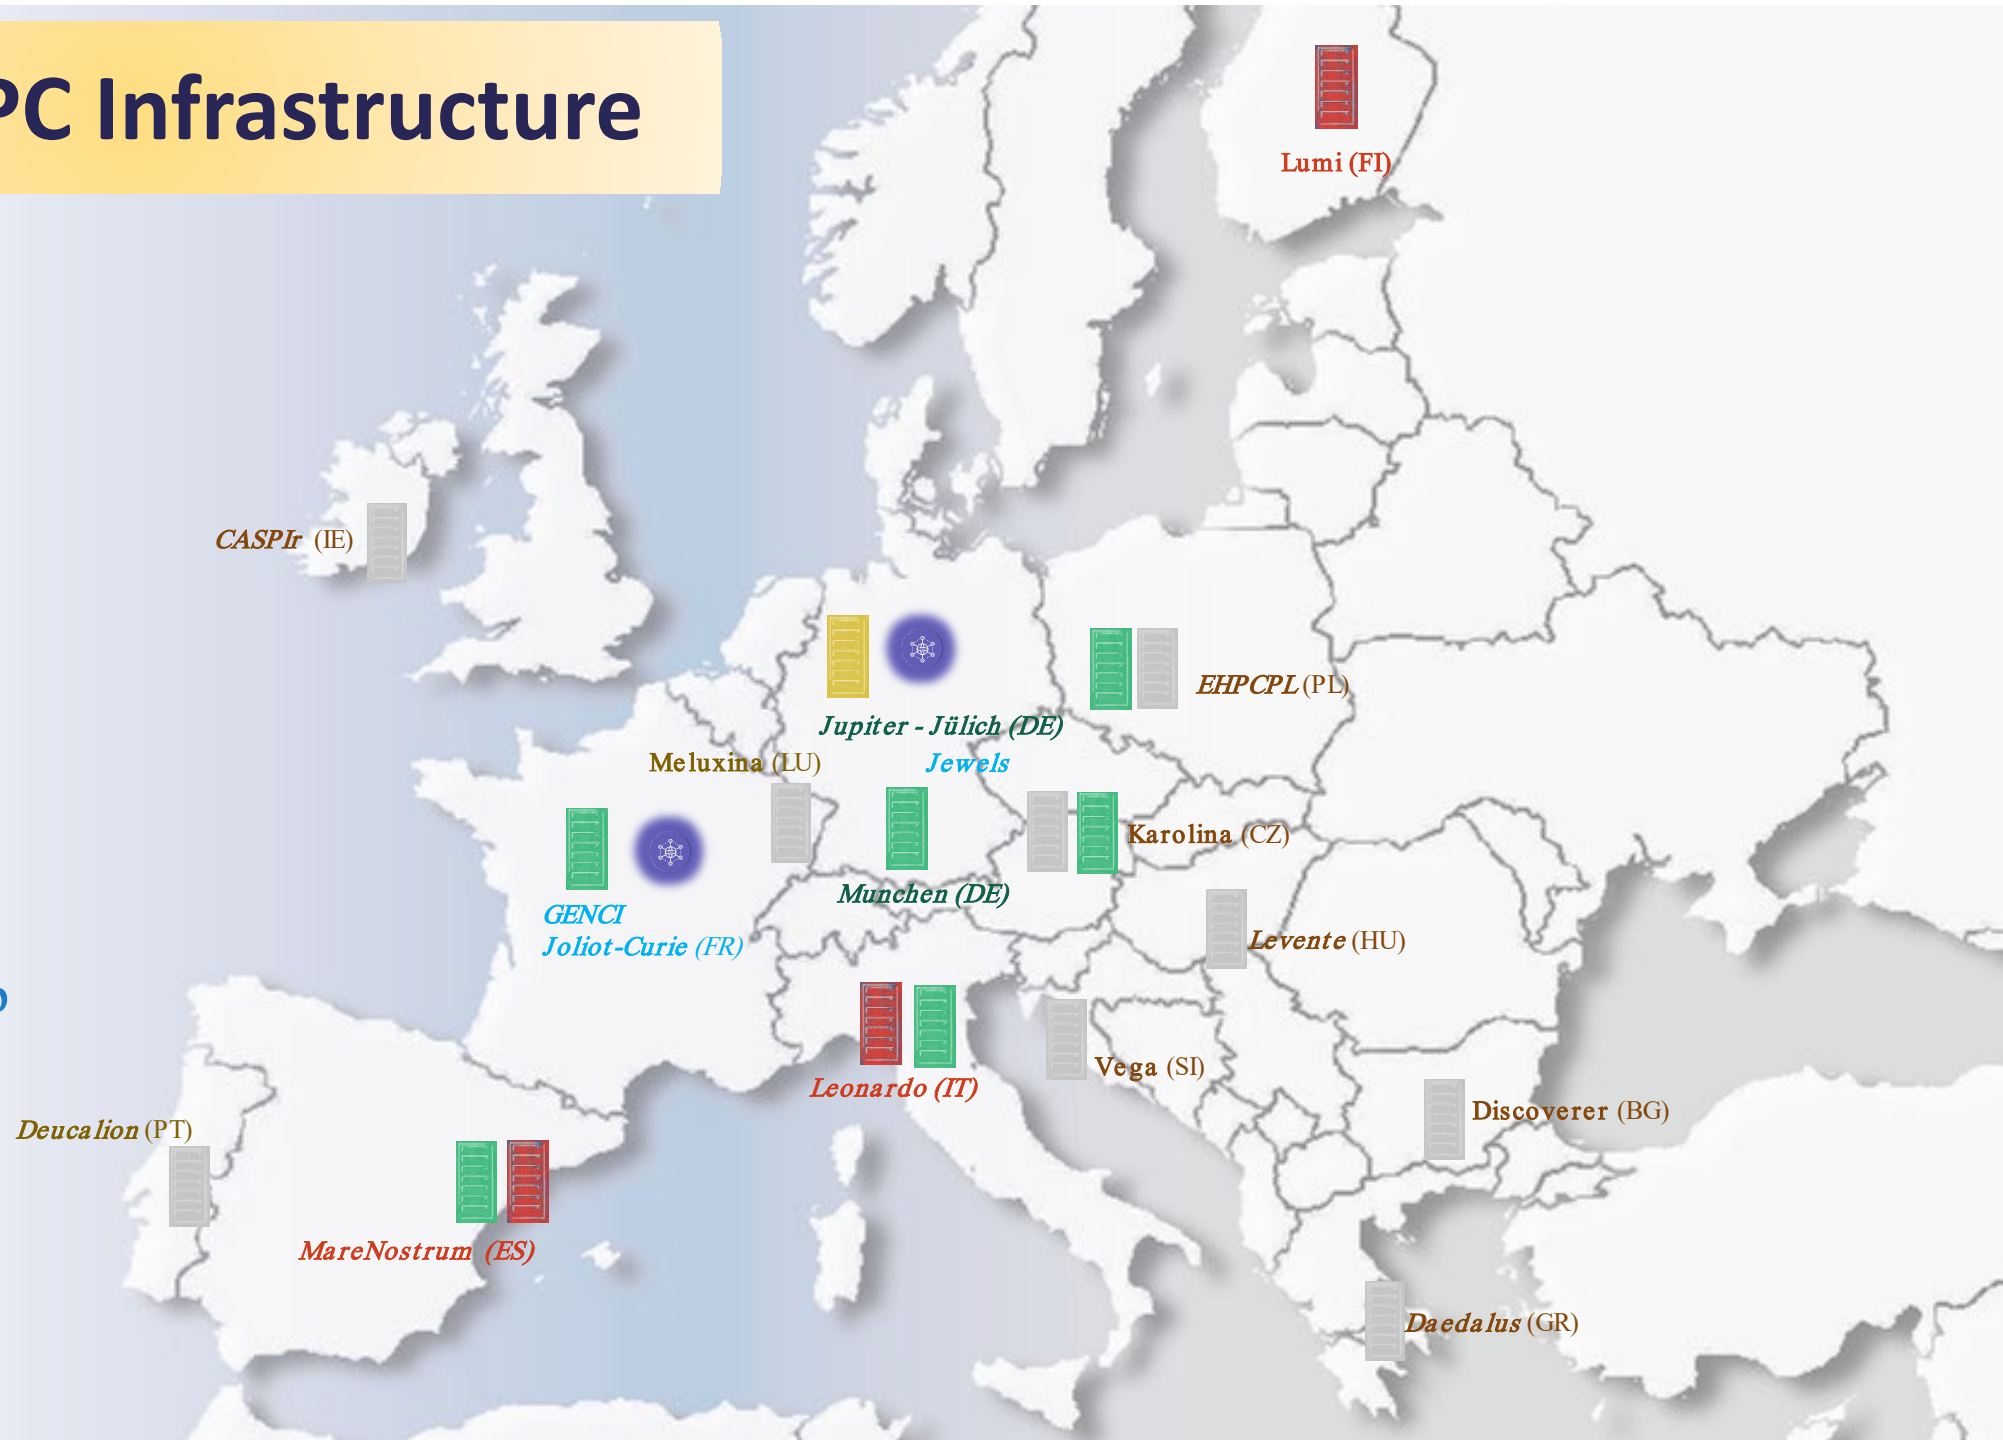 PC Infrastructure
Lumi (FI)
CASPIr (IE)
EHPCPL (PL)
Jupiter - Jülich (DE)
Meluxina (LU)
Jewels
Karolina (CZ)
Munchen (DE)
GENCI
Joliot-Curie (FR)
Levente (HU)
Vega (SI)
Leonardo (IT)
Discoverer (BG)
Deucalion (PT)
MareNostrum (ES)
Daedalus (GR)